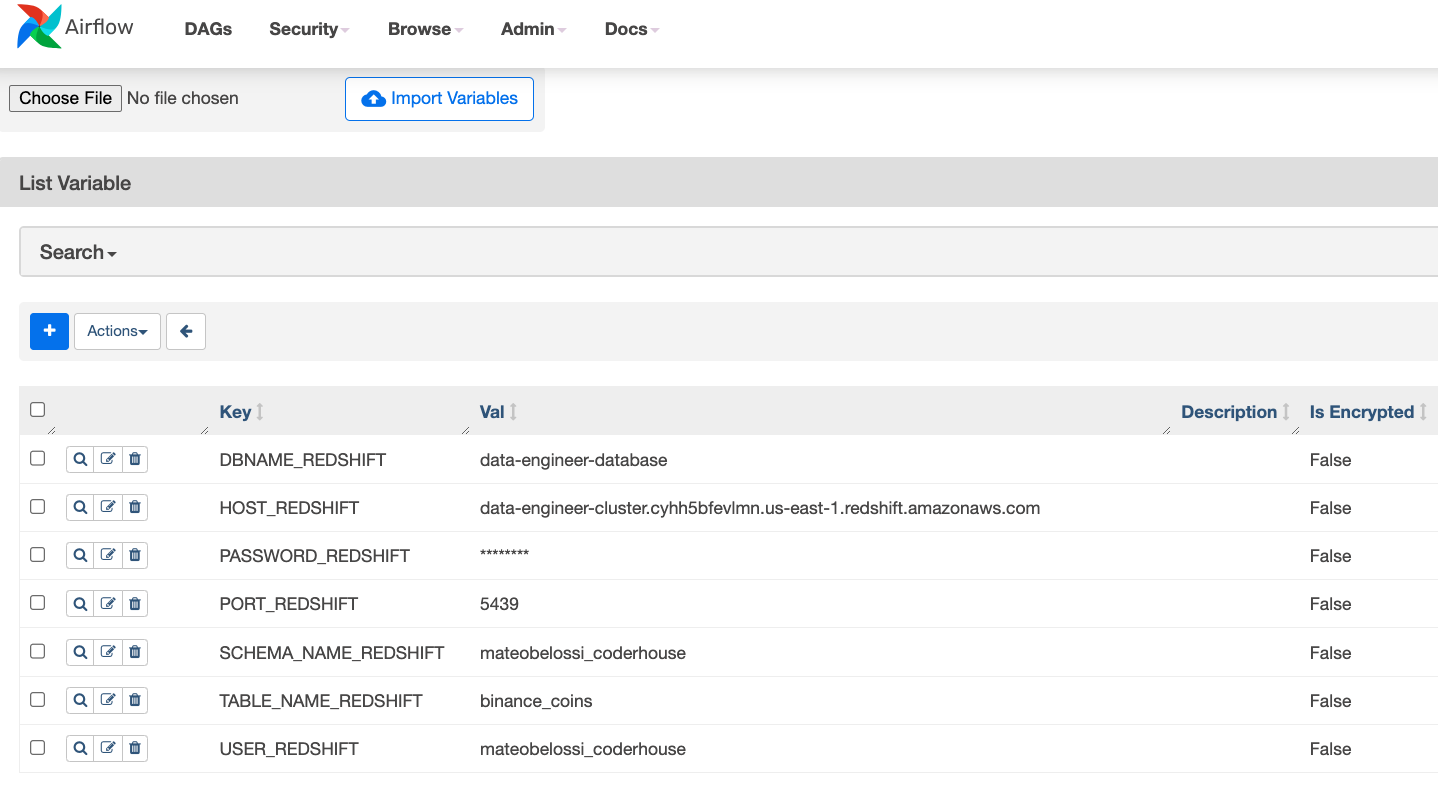 Airflow DAGs Security Browse Admin Docs
Choose File No file chosen Import Variables
List Variable
Search
+ Actions
Key Val Description Is Encrypted
DBNAME_REDSHIFT data-engineer-database False
HOST_REDSHIFT data-engineer-cluster.cyhh5bfevlmn.us-east-1.redshift.amazonaws.com False
PASSWORD_REDSHIFT ******** False
PORT_REDSHIFT 5439 False
SCHEMA_NAME_REDSHIFT mateobelossi_coderhouse False
TABLE_NAME_REDSHIFT binance_coins False
USER_REDSHIFT mateobelossi_coderhouse False